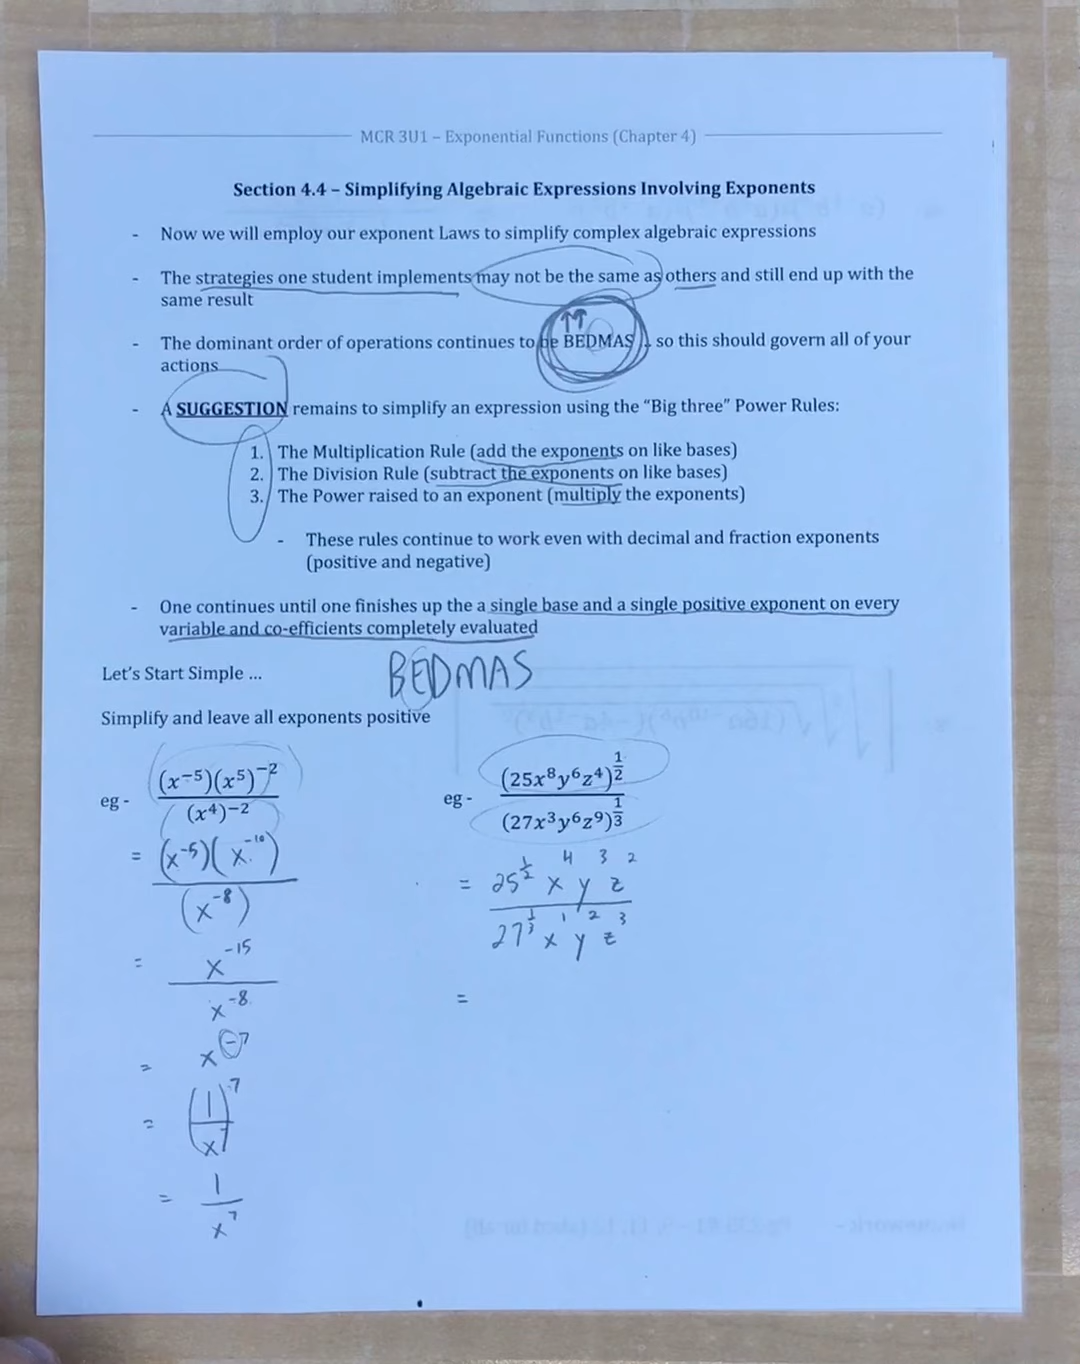 MCR 3U1 – Exponential Functions (Chapter 4)
Section 4.4 – Simplifying Algebraic Expressions Involving Exponents
- Now we will employ our exponent Laws to simplify complex algebraic expressions
- The strategies one student implements may not be the same as others and still end up with the
same result
- The dominant order of operations continues to be BEDMAS, so this should govern all of your
actions
- A SUGGESTION remains to simplify an expression using the “Big three” Power Rules:
1. The Multiplication Rule (add the exponents on like bases)
2. The Division Rule (subtract the exponents on like bases)
3. The Power raised to an exponent (multiply the exponents)
- These rules continue to work even with decimal and fraction exponents
(positive and negative)
- One continues until one finishes up the a single base and a single positive exponent on every
variable and co-efficients completely evaluated
Let's Start Simple ...
BEDMAS
Simplify and leave all exponents positive
eg - (x⁻⁵)(x⁵)⁻² / (x⁴)⁻²
= (x⁻⁵)(x⁻¹⁰) / (x⁻⁸)
= x⁻¹⁵ / x⁻⁸
= x⁻⁷
= (1/x)⁷
= 1 / x⁷
eg - (25x⁸y⁶z⁴)^(1/2) / (27x³y⁶z⁹)^(1/3)
= 25^(1/2) x⁴ y³ z² / 27^(1/3) x¹ y² z³
=